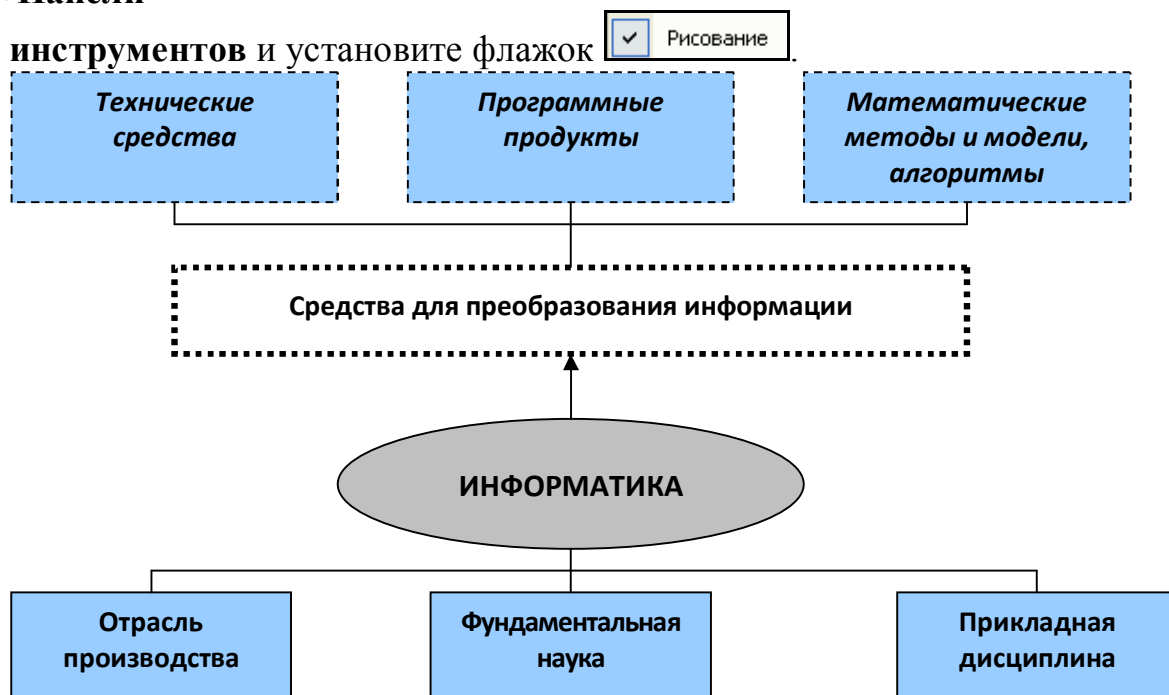 Панели
инструментов и установите флажок Рисование.
Технические
средства
Программные
продукты
Математические
методы и модели,
алгоритмы
Средства для преобразования информации
ИНФОРМАТИКА
Отрасль
производства
Фундаментальная
наука
Прикладная
дисциплина